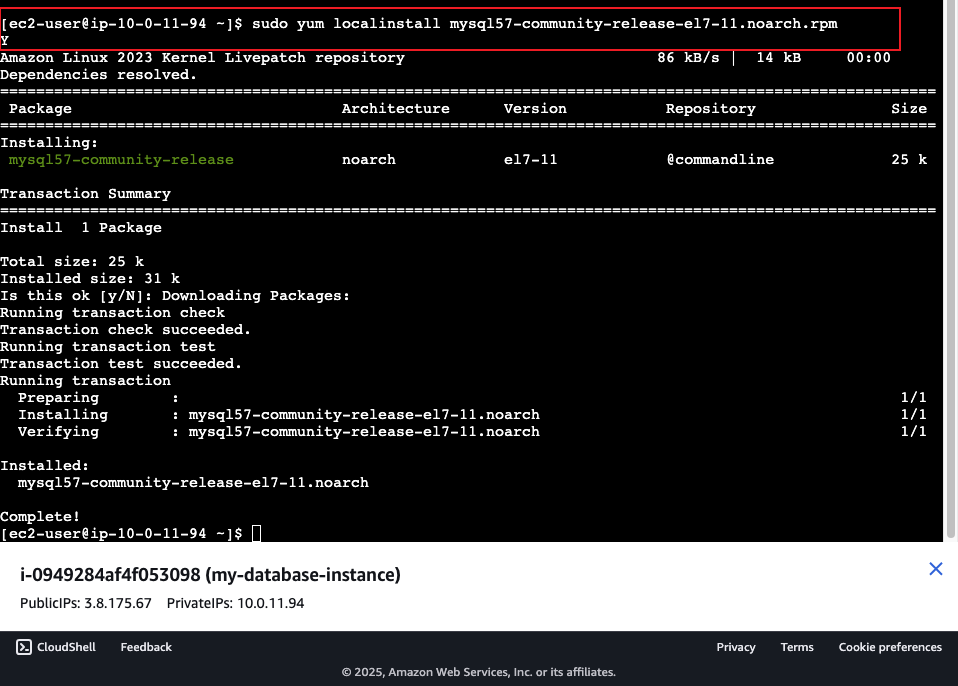 [ec2-user@ip-10-0-11-94 ~]$ sudo yum localinstall mysql57-community-release-el7-11.noarch.rpm
Y
Amazon Linux 2023 Kernel Livepatch repository 86 kB/s | 14 kB 00:00
Dependencies resolved.
========================================================================================================
Package Architecture Version Repository Size
========================================================================================================
Installing:
mysql57-community-release noarch el7-11 @commandline 25 k
Transaction Summary
========================================================================================================
Install 1 Package
Total size: 25 k
Installed size: 31 k
Is this ok [y/N]: Downloading Packages:
Running transaction check
Transaction check succeeded.
Running transaction test
Transaction test succeeded.
Running transaction
Preparing : 1/1
Installing : mysql57-community-release-el7-11.noarch 1/1
Verifying : mysql57-community-release-el7-11.noarch 1/1
Installed:
mysql57-community-release-el7-11.noarch
Complete!
[ec2-user@ip-10-0-11-94 ~]$
i-0949284af4f053098 (my-database-instance)
PublicIPs: 3.8.175.67 PrivateIPs: 10.0.11.94
CloudShell Feedback Privacy Terms Cookie preferences
© 2025, Amazon Web Services, Inc. or its affiliates.